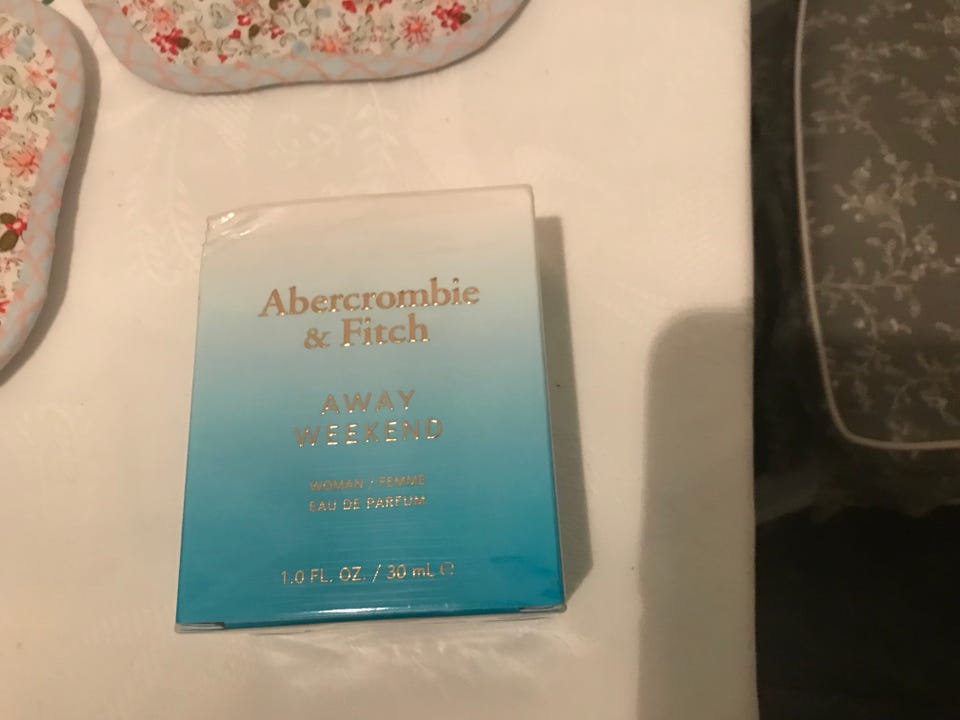 Abercrombie
& Fitch
AWAY
WEEKEND
WOMAN / FEMME
EAU DE PARFUM
1.0 FL. OZ. / 30 mL ℮